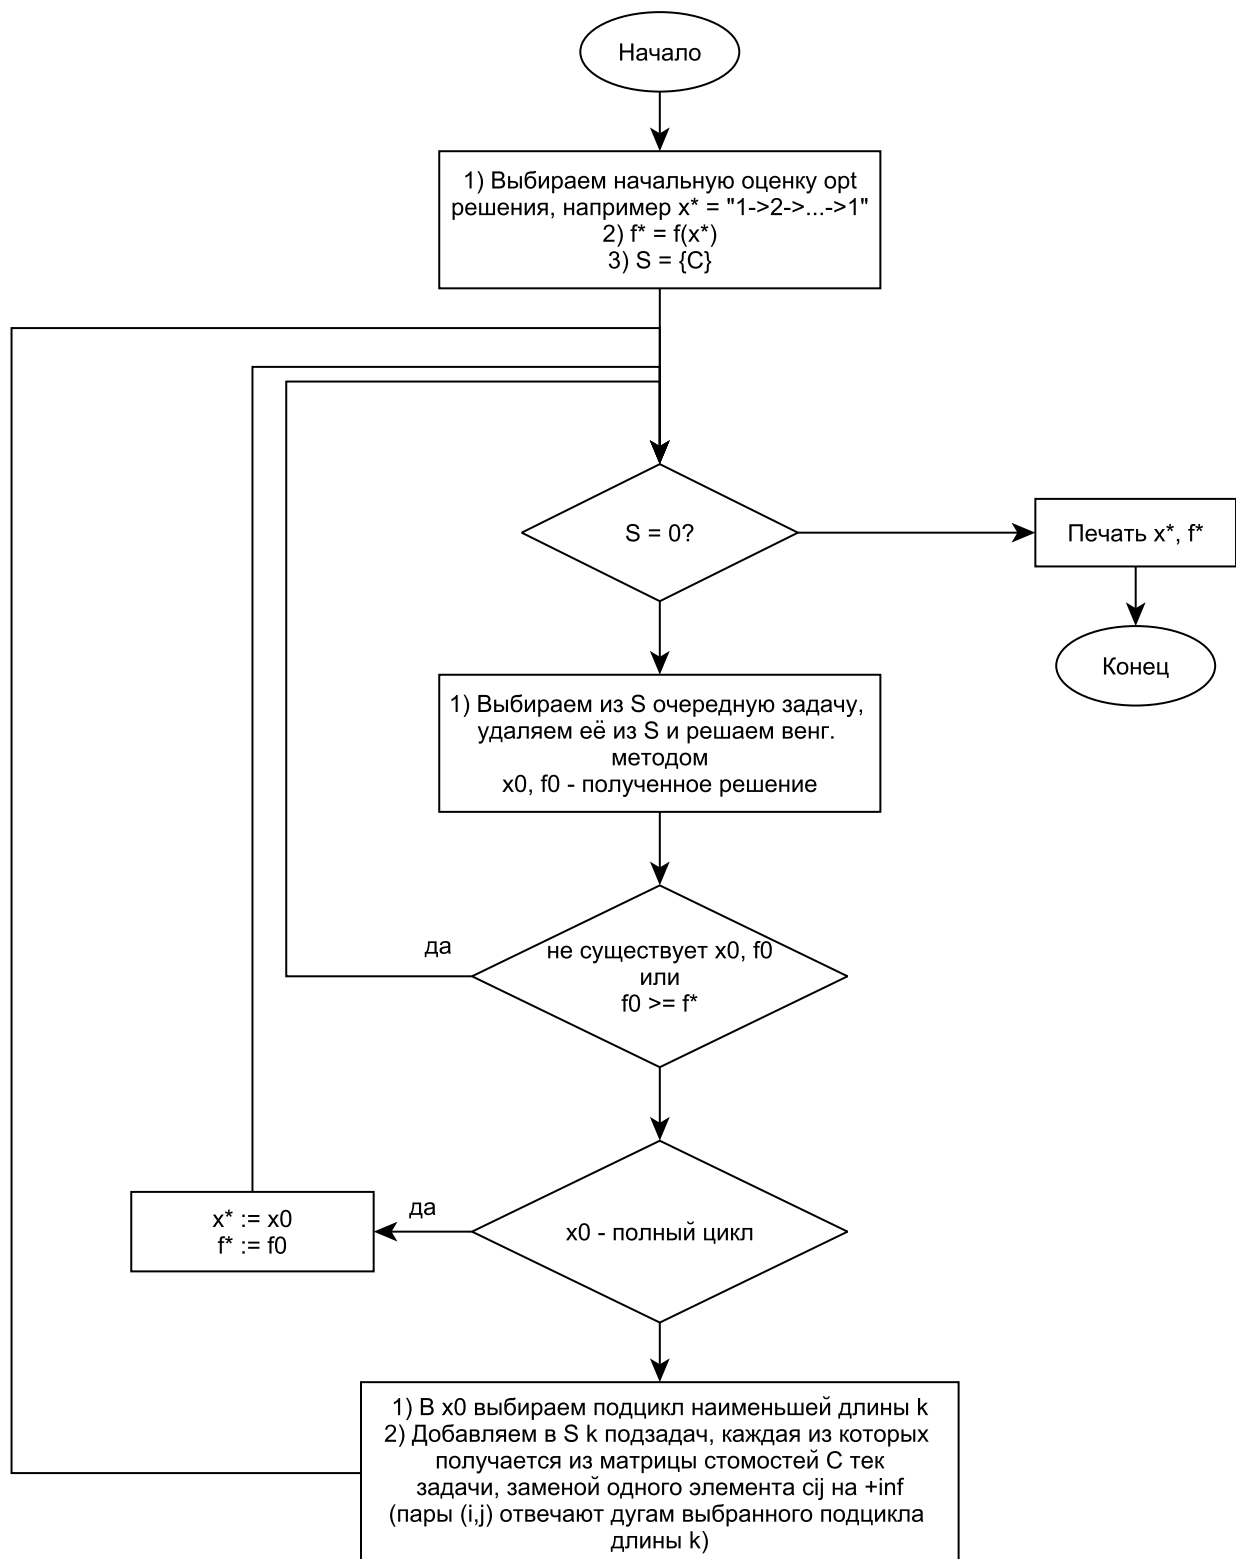 Начало
1) Выбираем начальную оценку opt
решения, например x* = "1->2->...->1"
2) f* = f(x*)
3) S = {C}
S = 0?
Печать x*, f*
Конец
1) Выбираем из S очередную задачу,
удаляем её из S и решаем венг.
методом
x0, f0 - полученное решение
да
не существует x0, f0
или
f0 >= f*
x* := x0
f* := f0
да
x0 - полный цикл
1) В x0 выбираем подцикл наименьшей длины k
2) Добавляем в S k подзадач, каждая из которых
получается из матрицы стомостей C тек
задачи, заменой одного элемента cij на +inf
(пары (i,j) отвечают дугам выбранного подцикла
длины k)